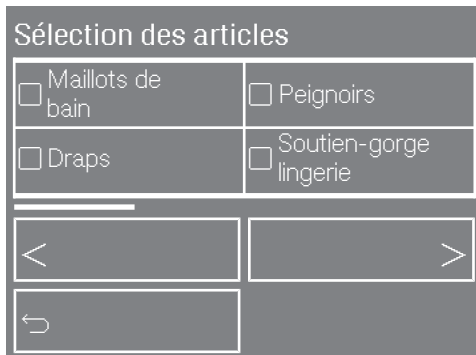 Sélection des articles
Maillots de
bain
Peignoirs
Draps
Soutien-gorge
lingerie
<
>